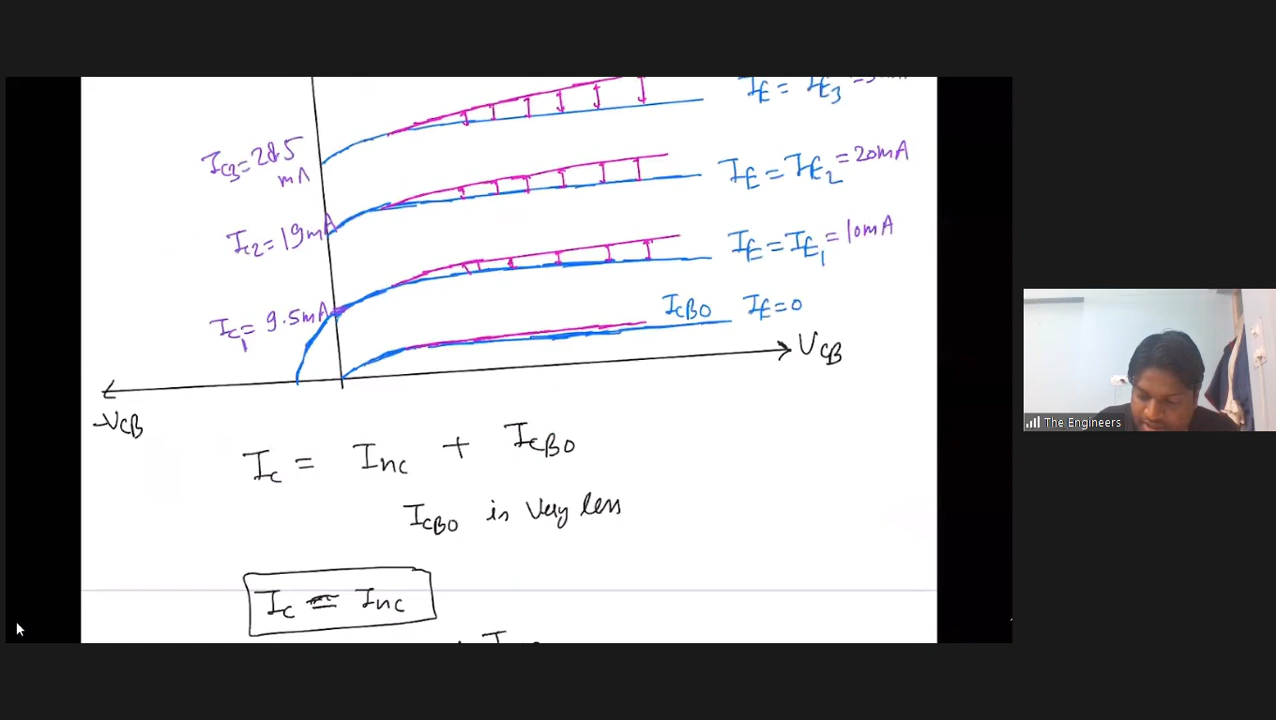 IE = IE3
IC3 = 28.5
mA
IE = IE2 = 20mA
IC2 = 19mA
IE = IE1 = 10mA
IC1 = 9.5mA
ICBO IE=0
VCB
-VCB
IC = Inc + ICBO
ICBO is very less
IC = Inc
The Engineers